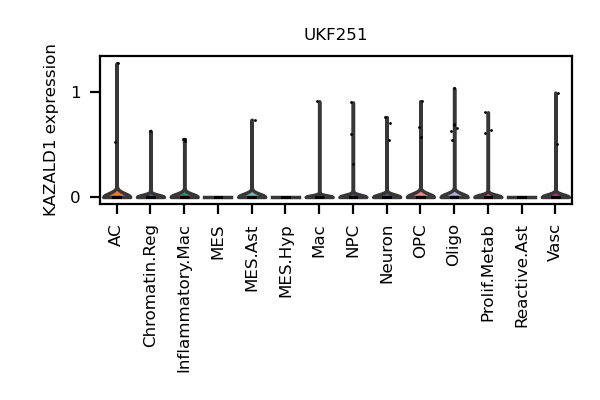 UKF251
KAZALD1 expression
1
0
AC
Chromatin.Reg
Inflammatory.Mac
MES
MES.Ast
MES.Hyp
Mac
NPC
Neuron
OPC
Oligo
Prolif.Metab
Reactive.Ast
Vasc